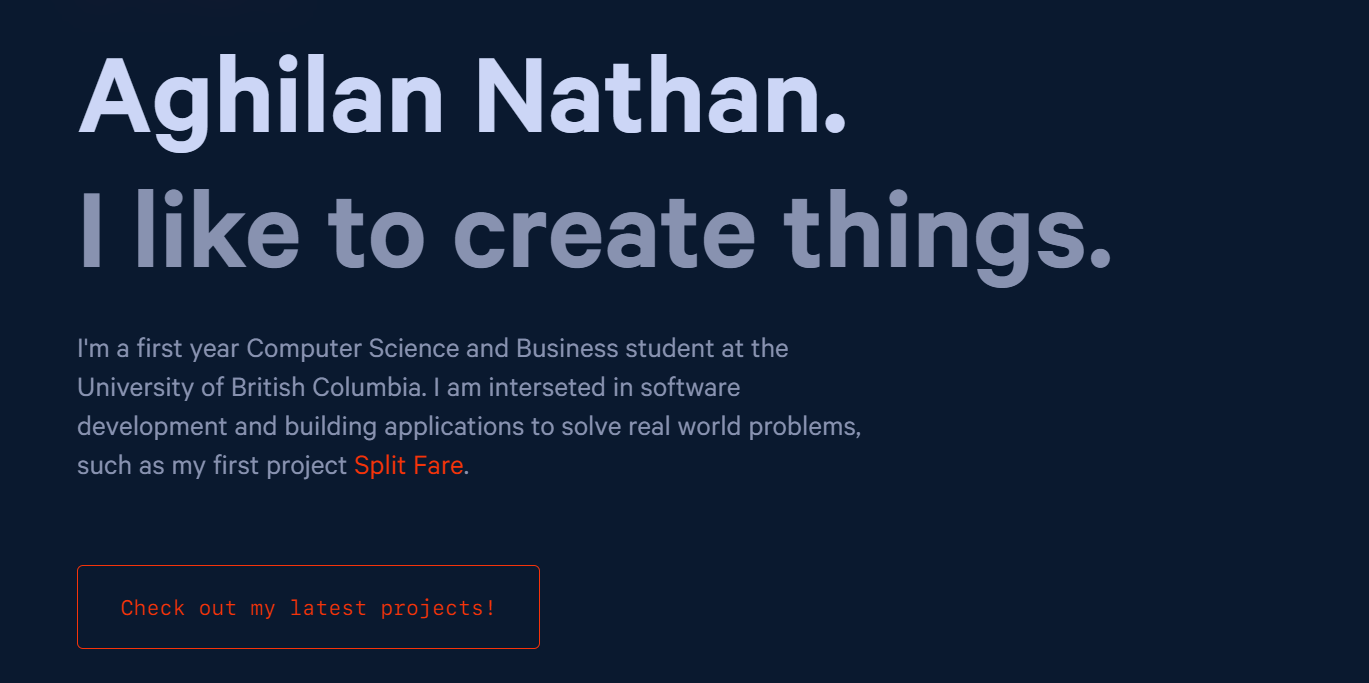 Aghilan Nathan.
I like to create things.
I'm a first year Computer Science and Business student at the
University of British Columbia. I am interseted in software
development and building applications to solve real world problems,
such as my first project Split Fare.
Check out my latest projects!